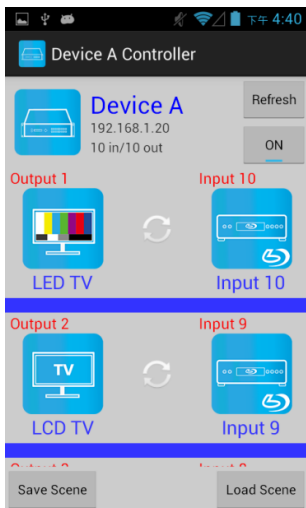 下午 4:40
Device A Controller
Device A
192.168.1.20
10 in/10 out
Refresh
ON
Output 1
Input 10
LED TV
Input 10
Output 2
Input 9
TV
LCD TV
Input 9
Save Scene
Load Scene